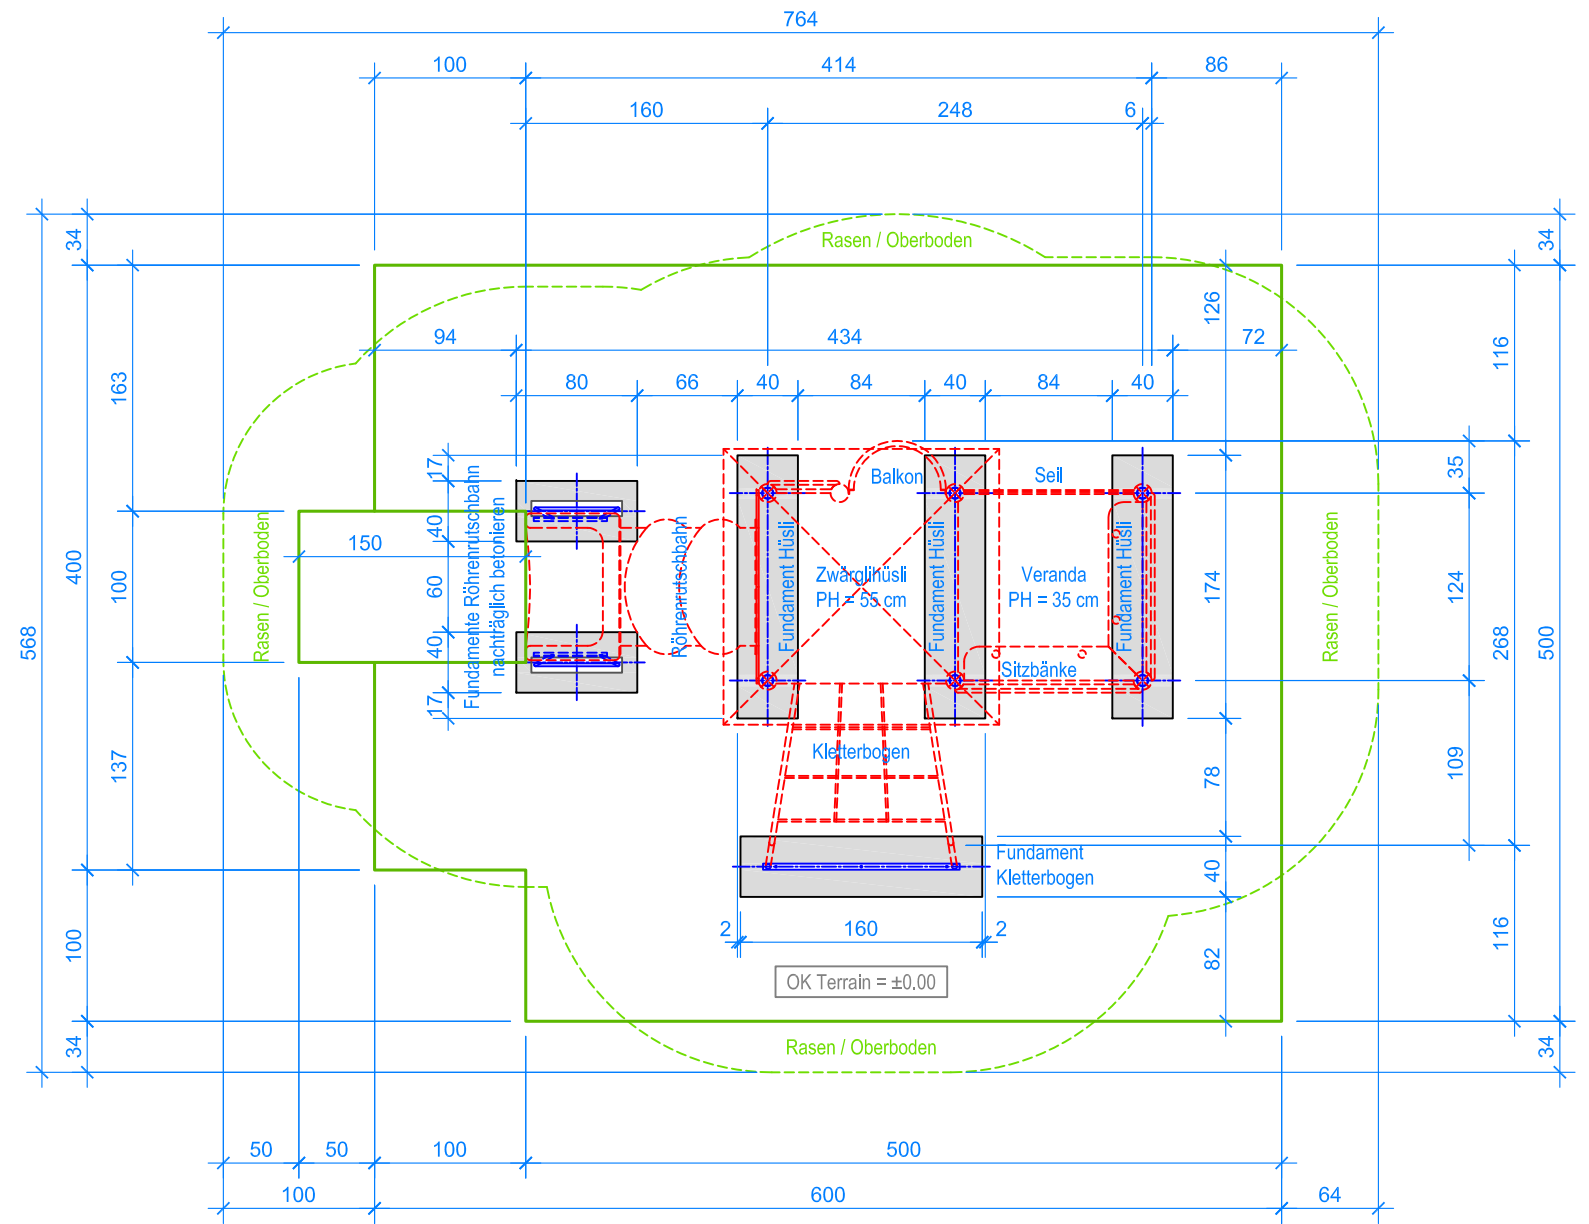 764
100
414
86
160
248
6
34
Rasen / Oberboden
34
126
116
94
434
72
163
80
66
40
84
40
84
40
17
Balkon
Seil
35
Fundamente Röhrenrutschbahn
nachträglich betonieren
40
Röhrenrutschbahn
Fundament Hüsli
Fundament Hüsli
Fundament Hüsli
150
Rasen / Oberboden
Rasen / Oberboden
400
100
60
Zwärglihüsli
PH = 55 cm
Veranda
PH = 35 cm
174
124
568
268
500
40
Sitzbänke
17
137
Kletterbogen
78
109
Fundament
Kletterbogen
40
2
160
2
100
82
116
OK Terrain = ±0.00
34
Rasen / Oberboden
34
50
50
100
500
100
600
64